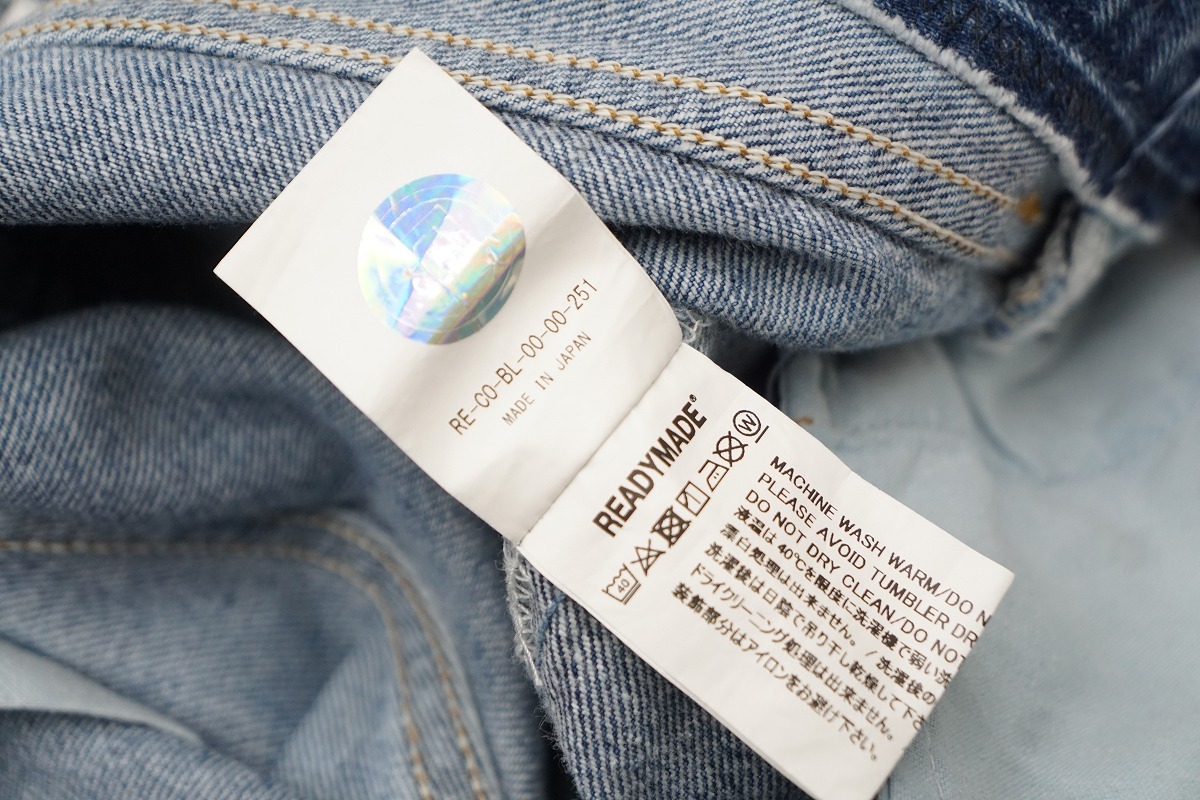 RE-CO-BL-00-00-251
MADE IN JAPAN
READYMADE®
40
W
MACHINE WASH WARM/DO N
PLEASE AVOID TUMBLER DR
DO NOT DRY CLEAN/DO NOT
液温は40℃を限度に洗濯機で弱い洗
漂白処理は出来ません。/洗濯後の
洗濯後は日陰で吊り干し乾燥して下さ
ドライクリーニング処理は出来ません。
装飾部分はアイロンをお避け下さい。